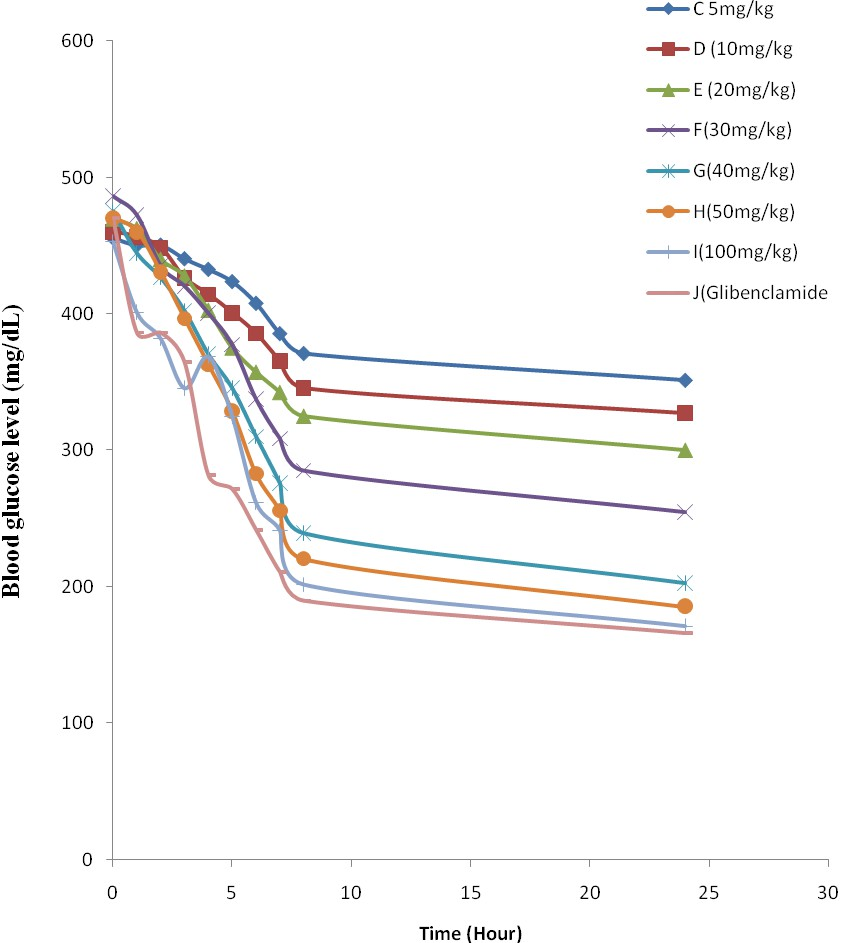 C 5mg/kg
D (10mg/kg
E (20mg/kg)
F(30mg/kg)
G(40mg/kg)
H(50mg/kg)
I(100mg/kg)
J(Glibenclamide
600
500
400
300
200
100
0
Blood glucose level (mg/dL)
0 5 10 15 20 25 30
Time (Hour)